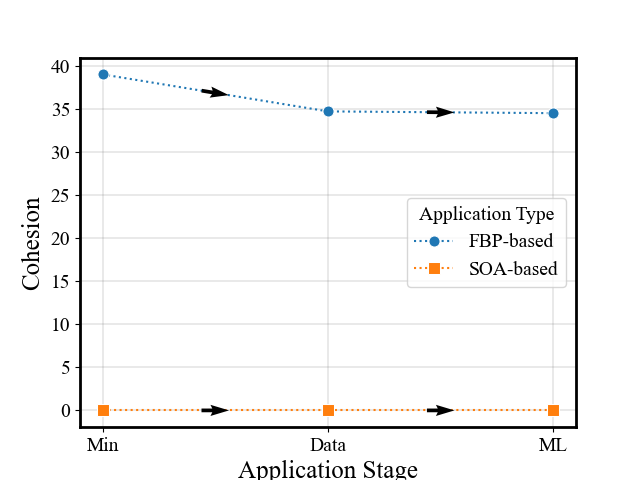 40
35
30
25
20
15
10
5
0
Cohesion
Application Type
FBP-based
SOA-based
Min Data ML
Application Stage